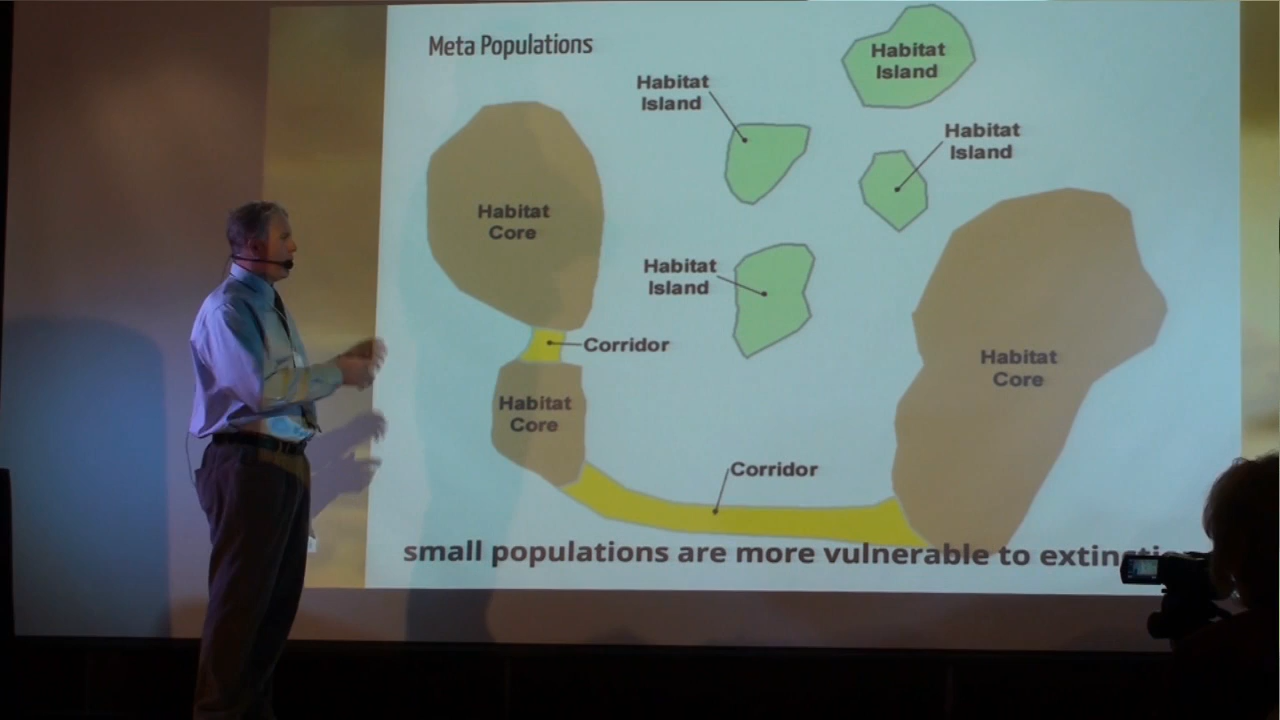 Meta Populations
Habitat
Island
Habitat
Island
Habitat
Island
Habitat
Core
Habitat
Island
Corridor
Habitat
Core
Habitat
Core
Corridor
small populations are more vulnerable to